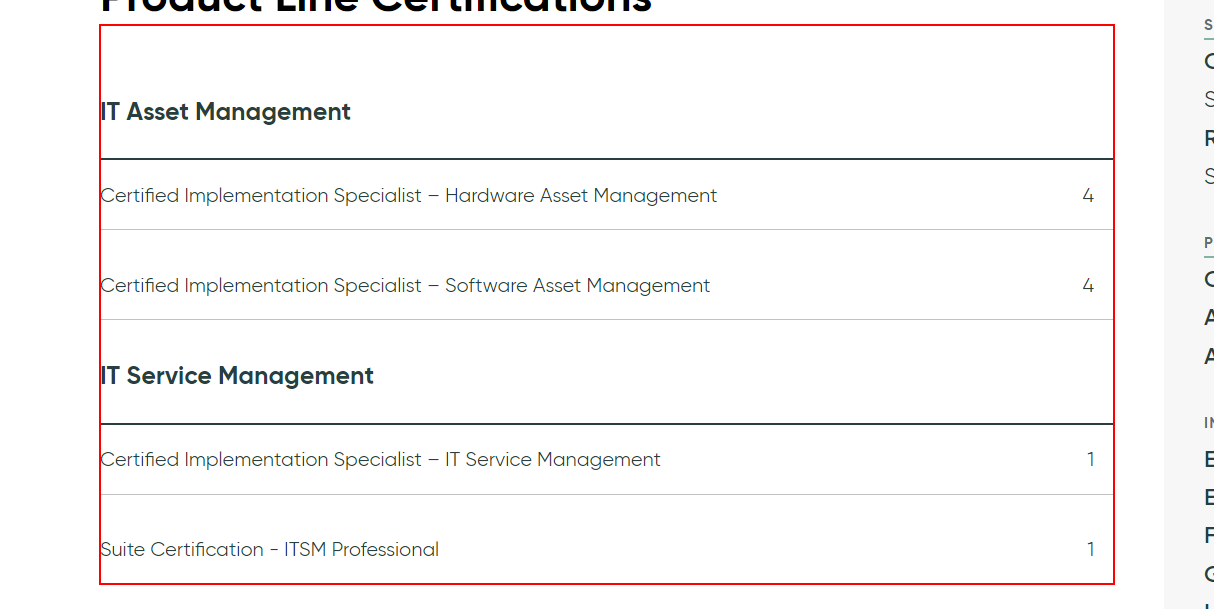 Product Line Certifications
IT Asset Management
Certified Implementation Specialist – Hardware Asset Management 4
Certified Implementation Specialist – Software Asset Management 4
IT Service Management
Certified Implementation Specialist – IT Service Management 1
Suite Certification - ITSM Professional 1